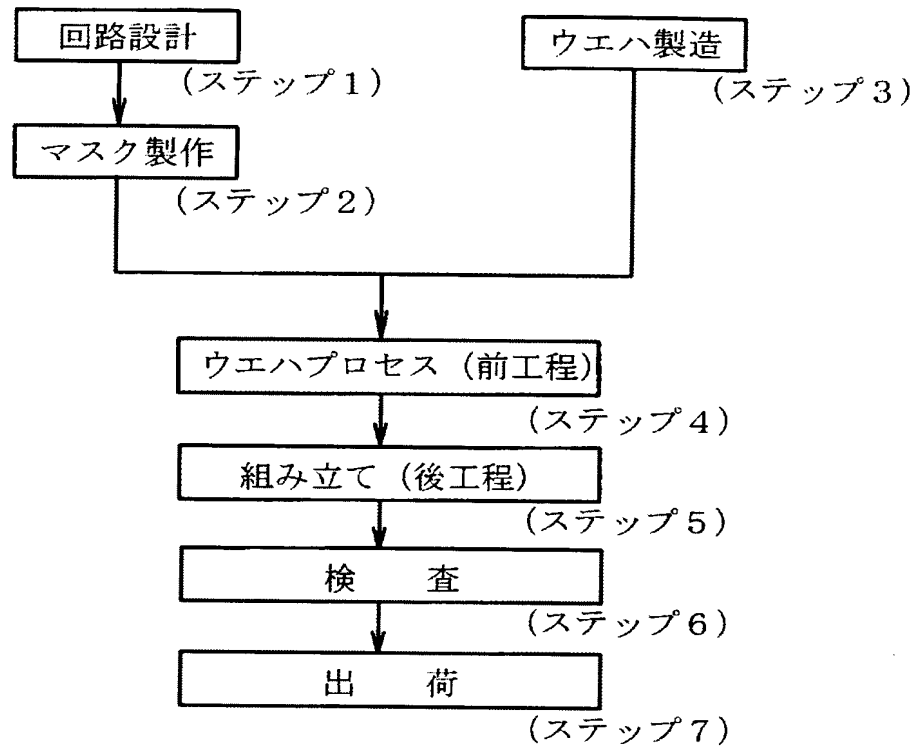 回路設計
(ステップ1)
ウエハ製造
(ステップ3)
マスク製作
(ステップ2)
ウエハプロセス(前工程)
(ステップ4)
組み立て(後工程)
(ステップ5)
検 査
(ステップ6)
出 荷
(ステップ7)